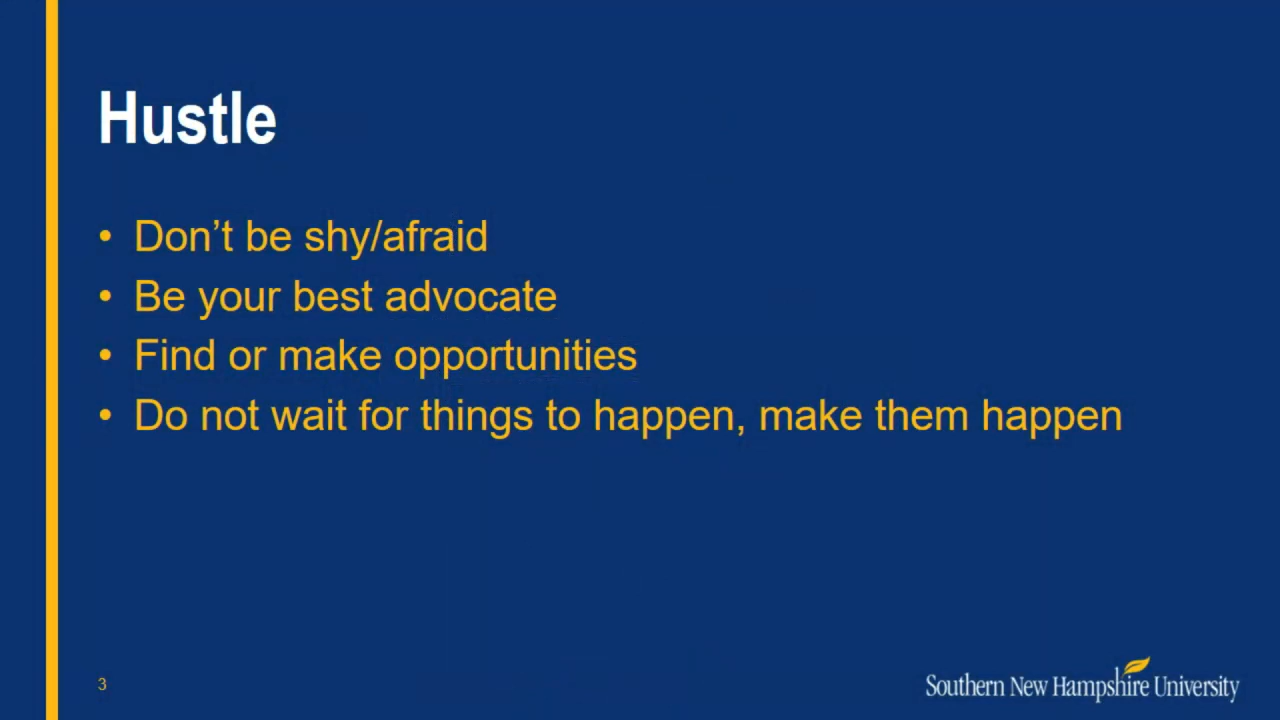 Hustle
• Don’t be shy/afraid
• Be your best advocate
• Find or make opportunities
• Do not wait for things to happen, make them happen
3
Southern New Hampshire University